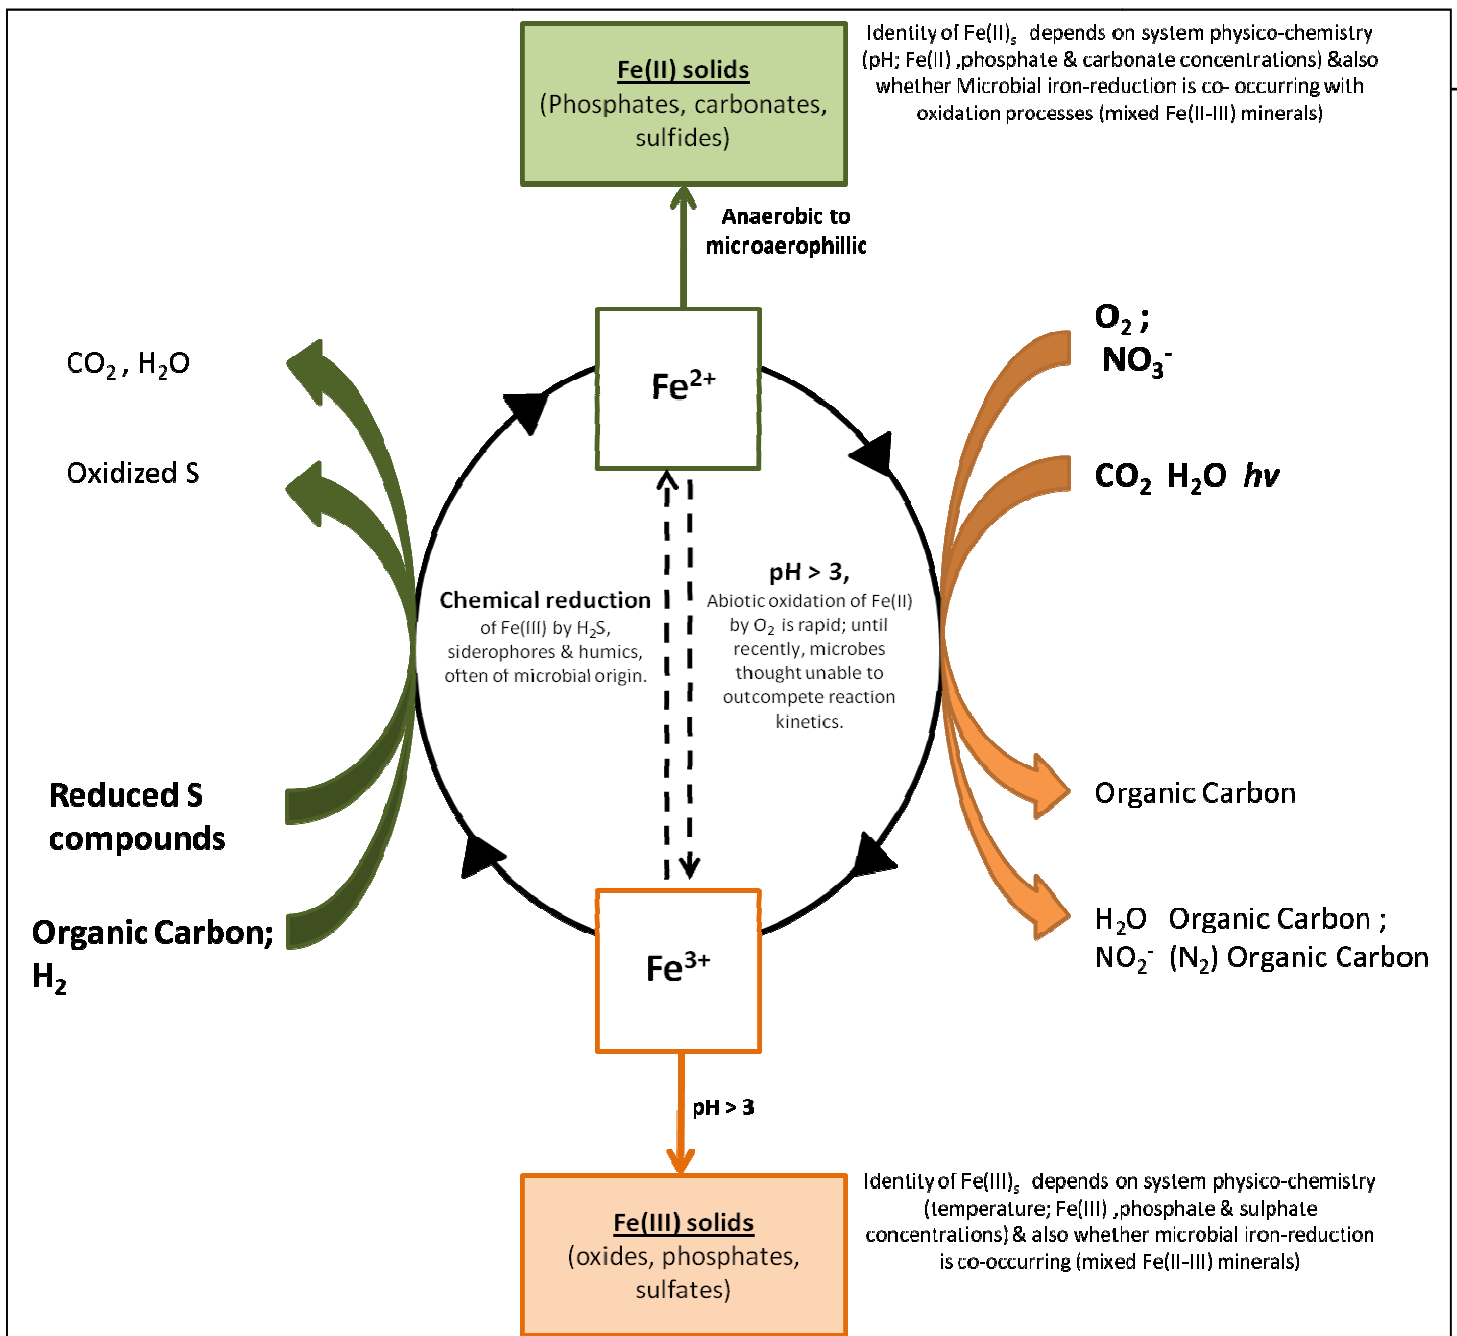 Fe(II) solids
(Phosphates, carbonates,
sulfides)
Identity of Fe(II)s depends on system physico-chemistry
(pH; Fe(II) ,phosphate & carbonate concentrations) &also
whether Microbial iron-reduction is co- occurring with
oxidation processes (mixed Fe(II-III) minerals)
Anaerobic to
microaerophillic
CO2 , H2O
Oxidized S
Fe2+
O2 ;
NO3-
CO2 H2O hv
Chemical reduction
of Fe(III) by H2S,
siderophores & humics,
often of microbial origin.
pH > 3,
Abiotic oxidation of Fe(II)
by O2 is rapid; until
recently, microbes
thought unable to
outcompete reaction
kinetics.
Reduced S
compounds
Organic Carbon;
H2
Organic Carbon
H2O Organic Carbon ;
NO2- (N2) Organic Carbon
Fe3+
pH > 3
Fe(III) solids
(oxides, phosphates,
sulfates)
Identity of Fe(III)s depends on system physico-chemistry
(temperature; Fe(III) ,phosphate & sulphate
concentrations) & also whether microbial iron-reduction
is co-occurring (mixed Fe(II-III) minerals)